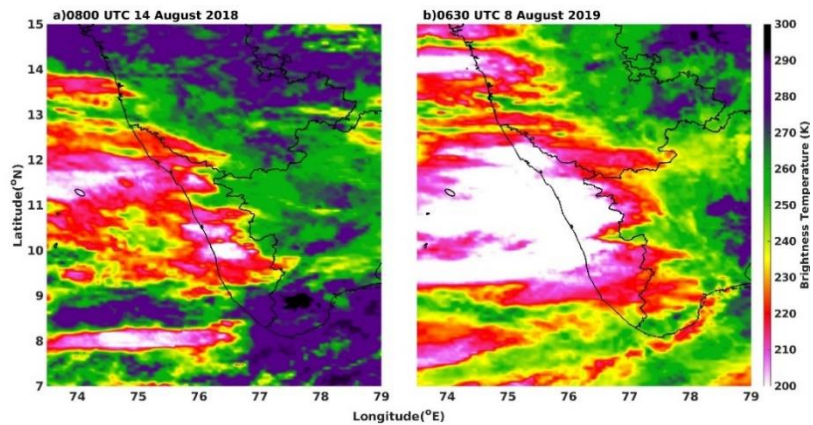 a)0800 UTC 14 August 2018
b)0630 UTC 8 August 2019
15
14
13
12
11
10
9
8
7
Latitude(°N)
74 75 76 77 78 79
74 75 76 77 78 79
Longitude(°E)
300
290
280
270
260
250
240
230
220
210
200
Brightness Temperature (K)